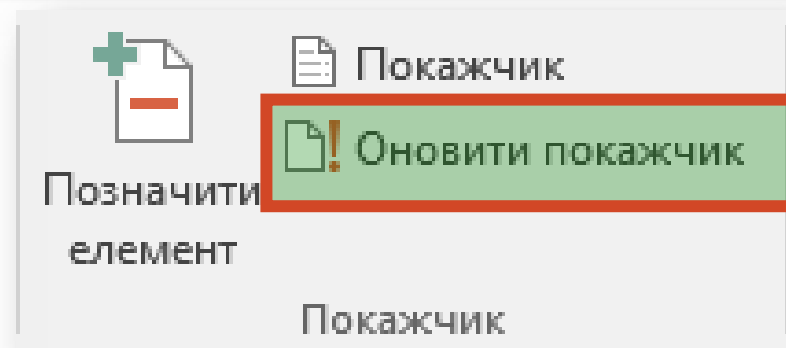 Покажчик
Оновити покажчик
Позначити
елемент
Покажчик